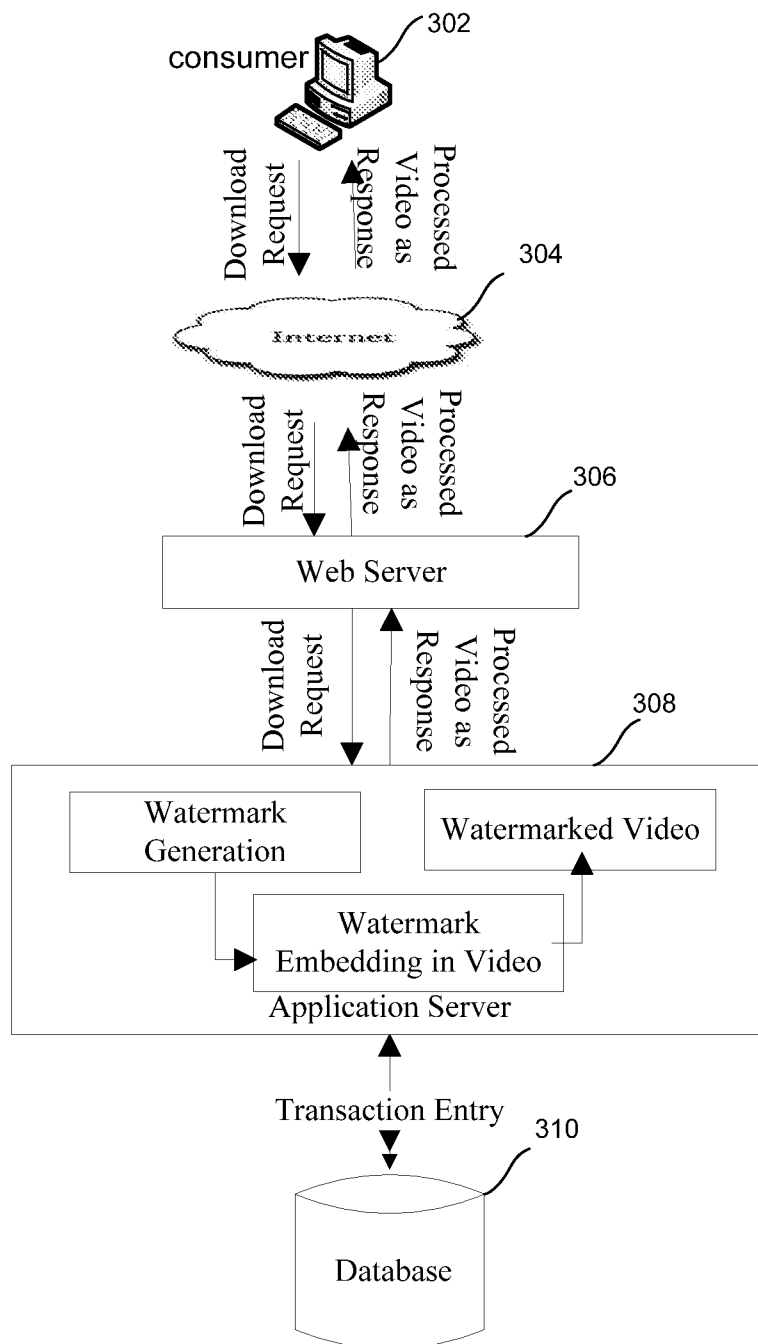 302
consumer
Download
Request
Processed
Video as
Response
304
Internet
Download
Request
Processed
Video as
Response
306
Web Server
Download
Request
Processed
Video as
Response
308
Watermark
Generation
Watermarked Video
Watermark
Embedding in Video
Application Server
Transaction Entry
310
Database